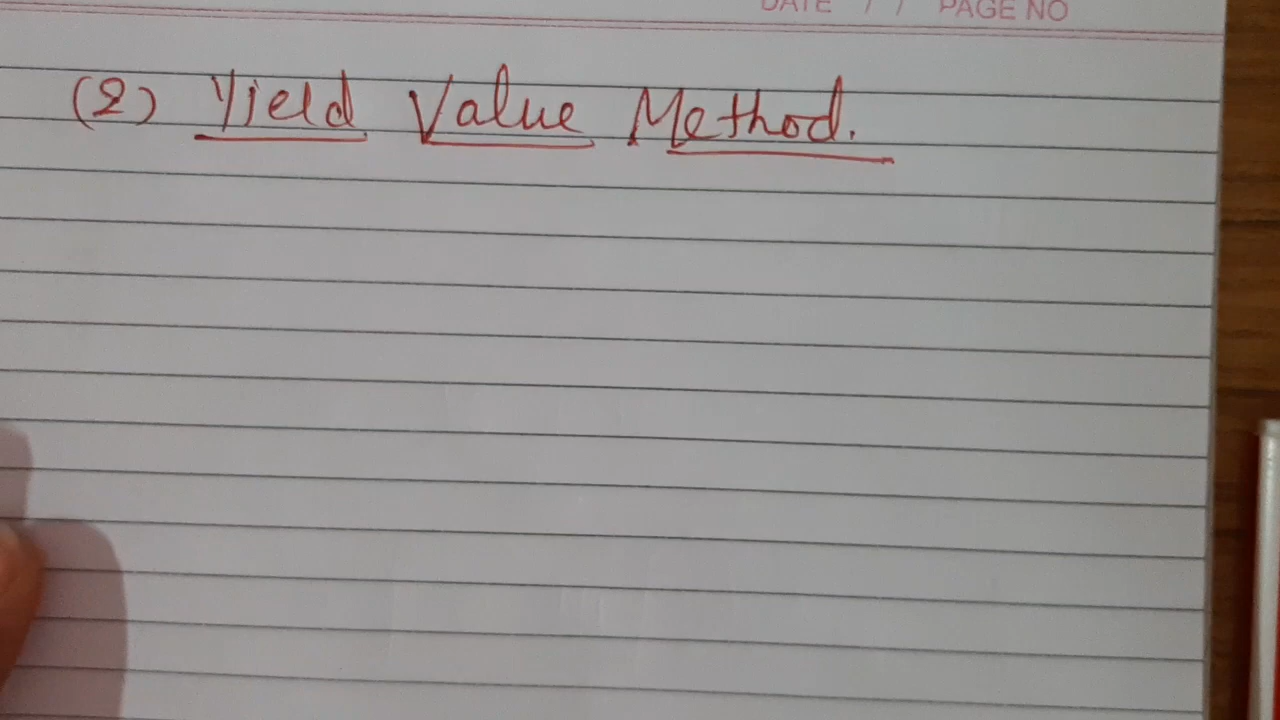 DATE / / PAGE NO
(2) Yield Value Method.